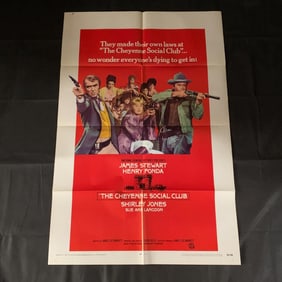 They made their own laws at
"The Cheyenne Social Club"...
no wonder everyone's dying to get in!
JAMES STEWART
HENRY FONDA
THE CHEYENNE SOCIAL CLUB
SHIRLEY JONES
SUE ANE LANGDON